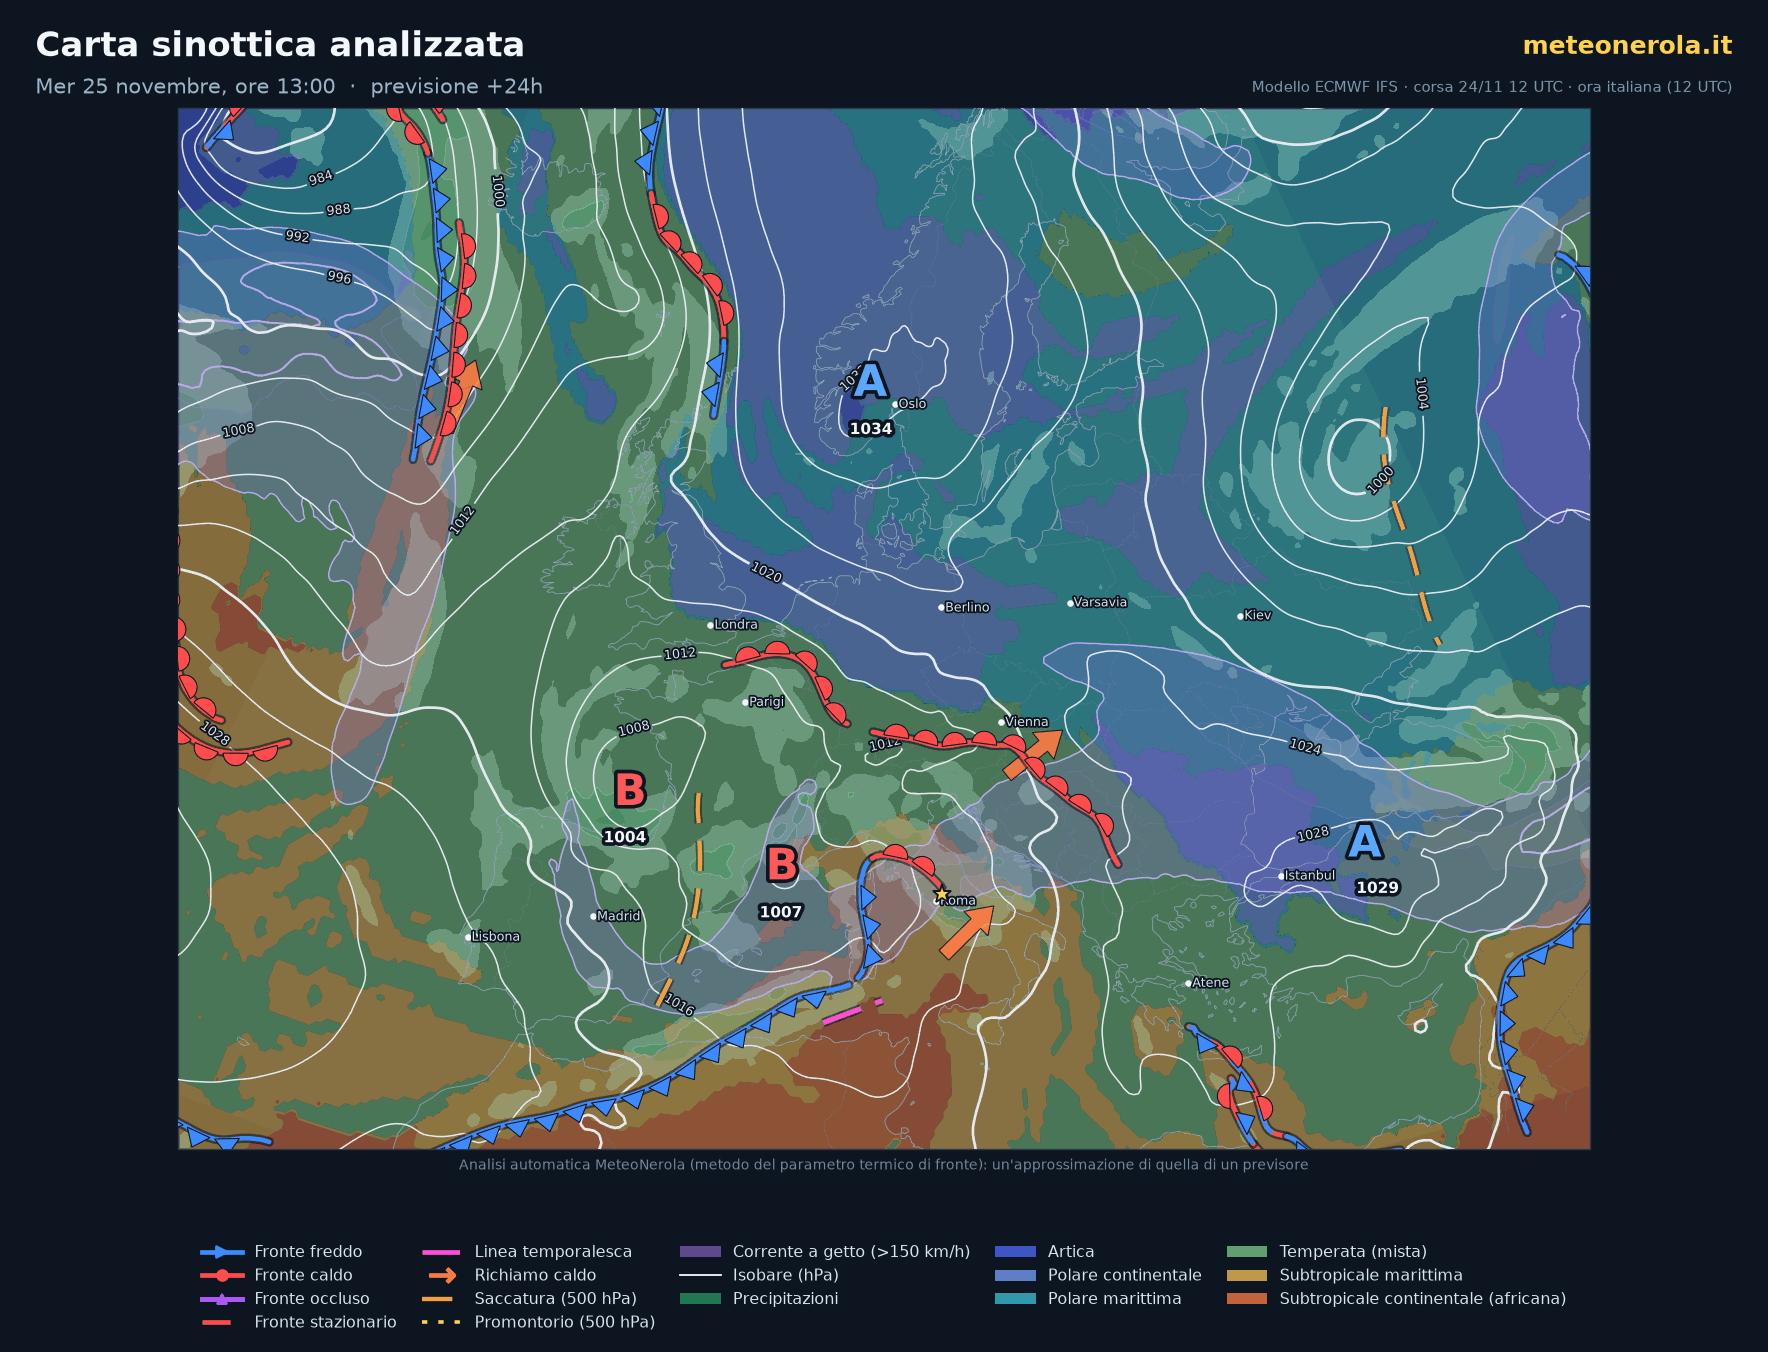 Carta sinottica analizzata
meteonerola.it
Mer 25 novembre, ore 13:00 · previsione +24h
Modello ECMWF IFS · corsa 24/11 12 UTC · ora italiana (12 UTC)
984
1000
988
992
996
A
1034
Oslo
1004
1008
1000
1012
1020
Berlino
Varsavia
Kiev
Londra
1012
Parigi
1028
1008
1012
Vienna
1024
B
1004
1028
A
B
1007
Istanbul
1029
Roma
Madrid
Lisbona
Atene
1016
Analisi automatica MeteoNerola (metodo del parametro termico di fronte): un'approssimazione di quella di un previsore
Fronte freddo
Fronte caldo
Fronte occluso
Fronte stazionario
Linea temporalesca
Richiamo caldo
Saccatura (500 hPa)
Promontorio (500 hPa)
Corrente a getto (>150 km/h)
Isobare (hPa)
Precipitazioni
Artica
Polare continentale
Polare marittima
Temperata (mista)
Subtropicale marittima
Subtropicale continentale (africana)